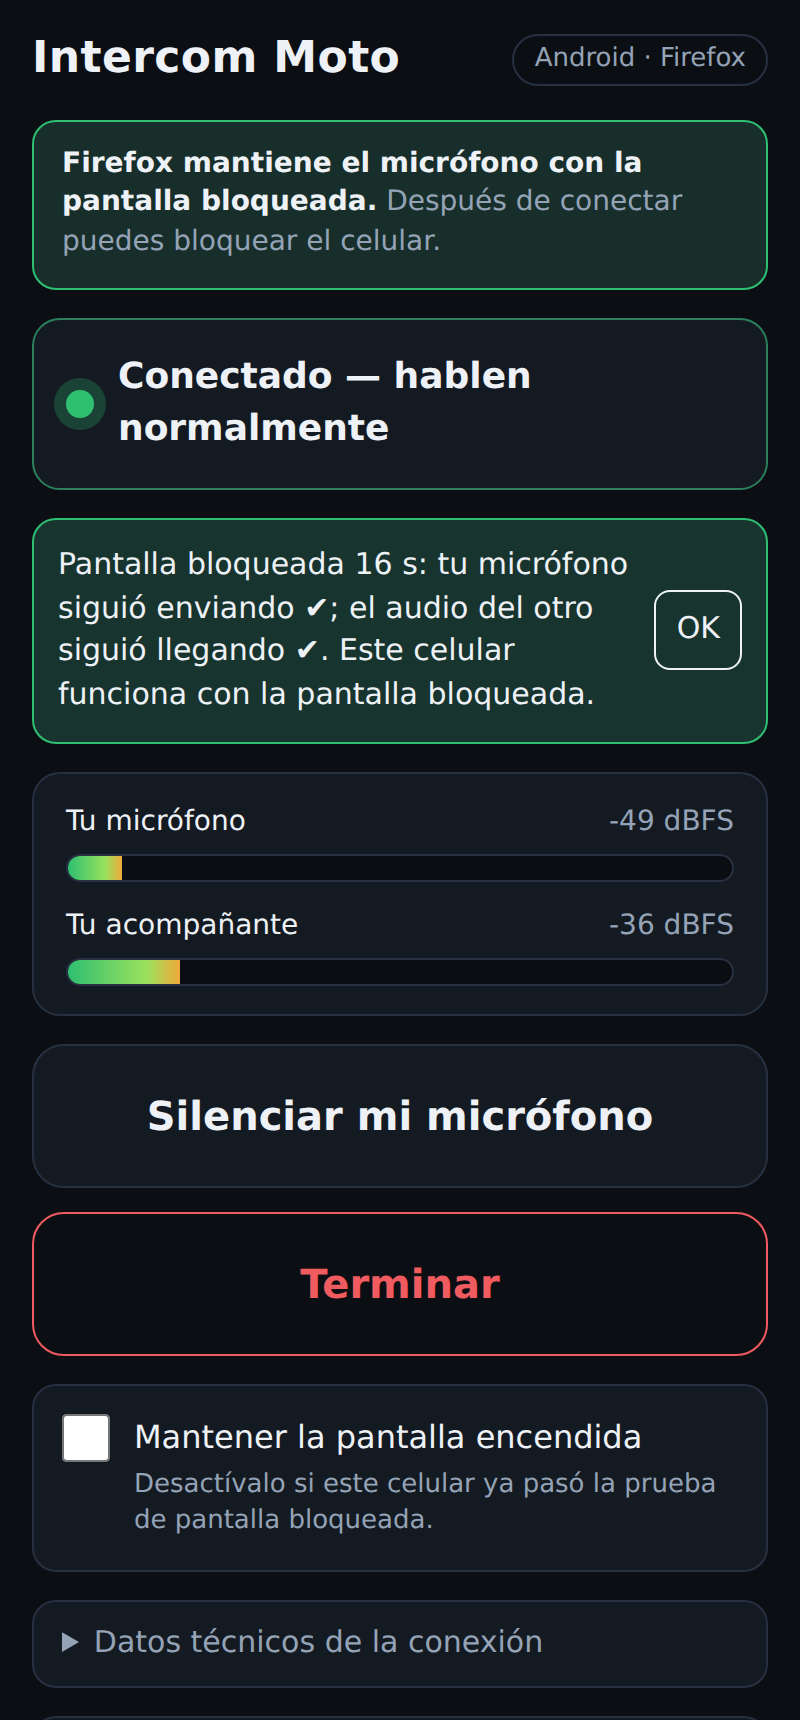 Intercom Moto
Android · Firefox
Firefox mantiene el micrófono con la
pantalla bloqueada. Después de conectar
puedes bloquear el celular.
Conectado — hablen
normalmente
Pantalla bloqueada 16 s: tu micrófono
siguió enviando ✔; el audio del otro
siguió llegando ✔. Este celular
funciona con la pantalla bloqueada.
OK
Tu micrófono
-49 dBFS
Tu acompañante
-36 dBFS
Silenciar mi micrófono
Terminar
Mantener la pantalla encendida
Desactívalo si este celular ya pasó la prueba
de pantalla bloqueada.
Datos técnicos de la conexión